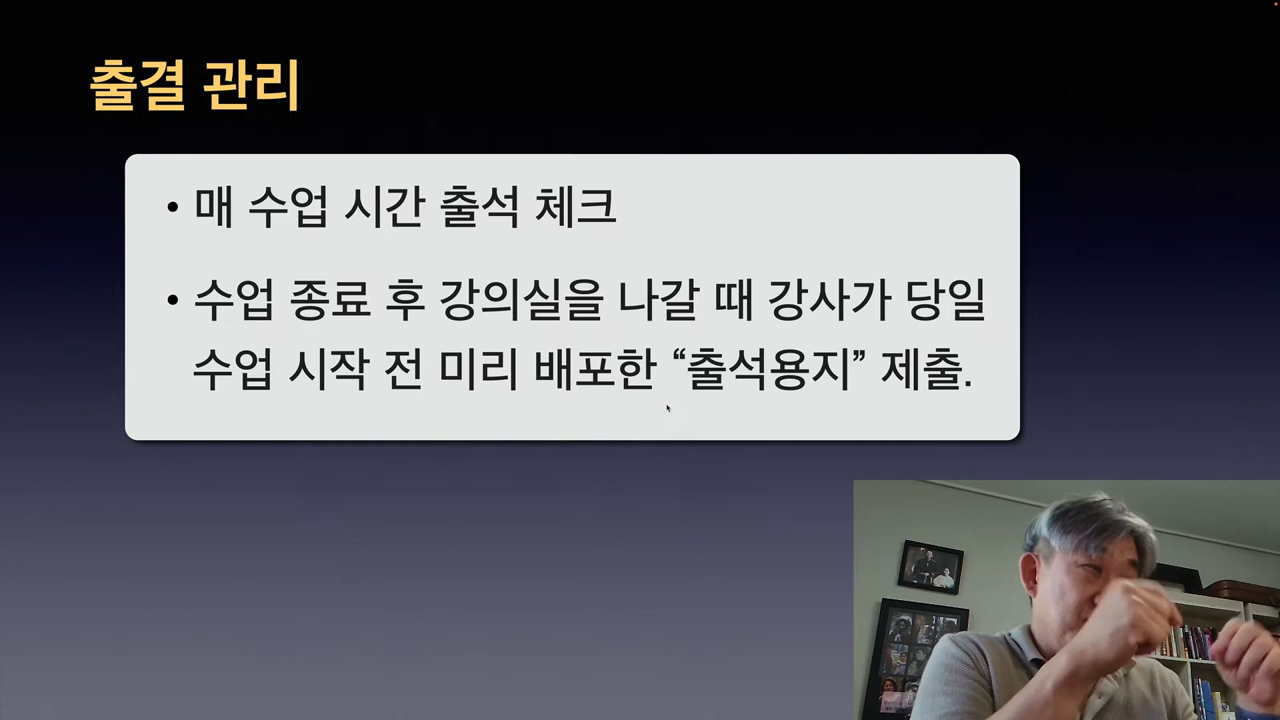 출결 관리
• 매 수업 시간 출석 체크
• 수업 종료 후 강의실을 나갈 때 강사가 당일
수업 시작 전 미리 배포한 “출석용지” 제출.